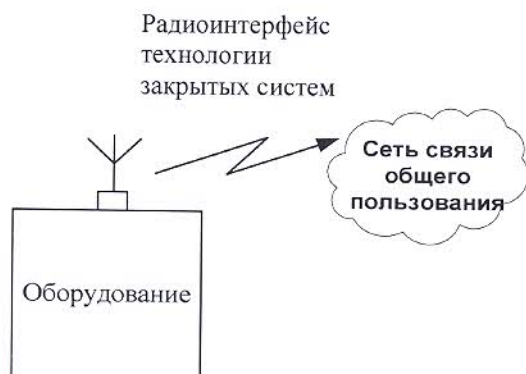 Радиоинтерфейс
технологии
закрытых систем
Сеть связи
общего
пользования
Оборудование